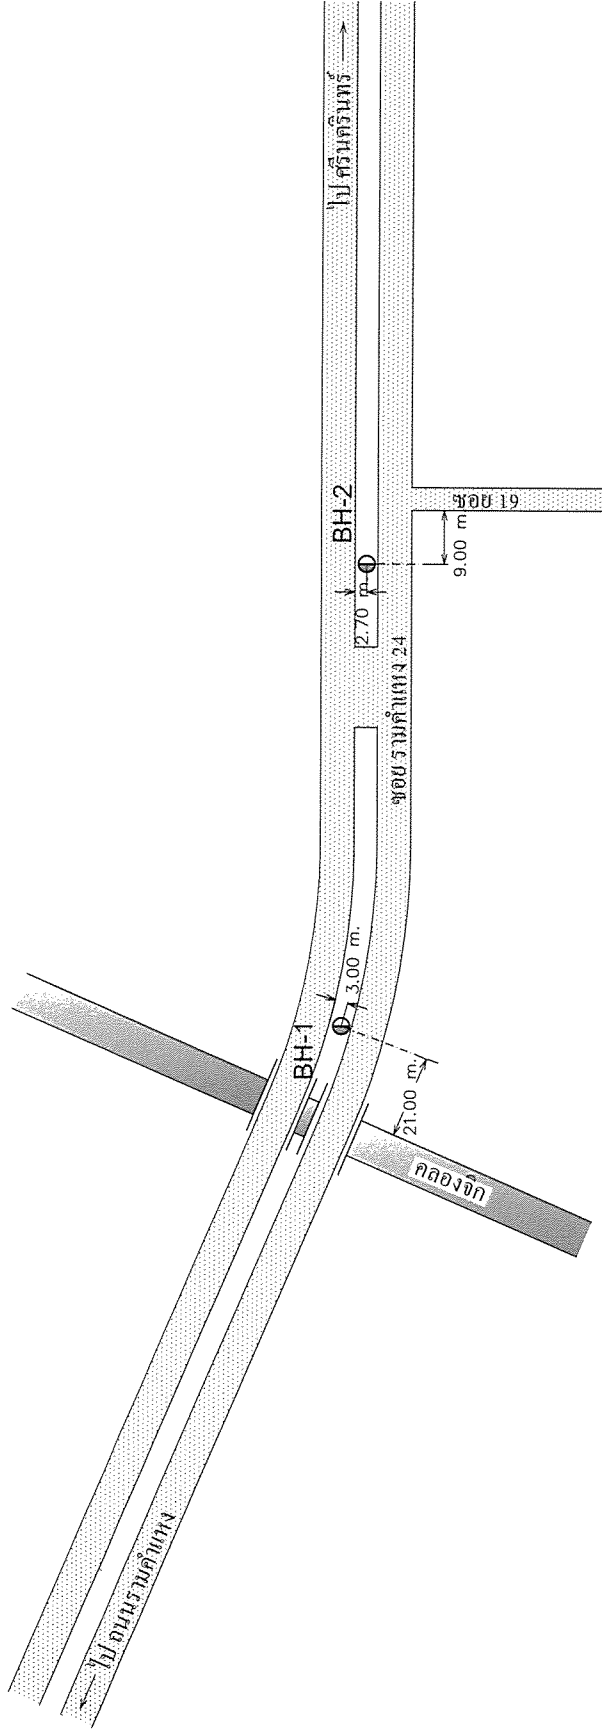 ไป ศรีนครินทร์
BH-2
ซอย 19
9.00 m.
2.70 m.
ซอย รามคำแหง 24
3.00 m.
BH-1
21.00 m.
คลองจิก
ไป ถนนรามคำแหง